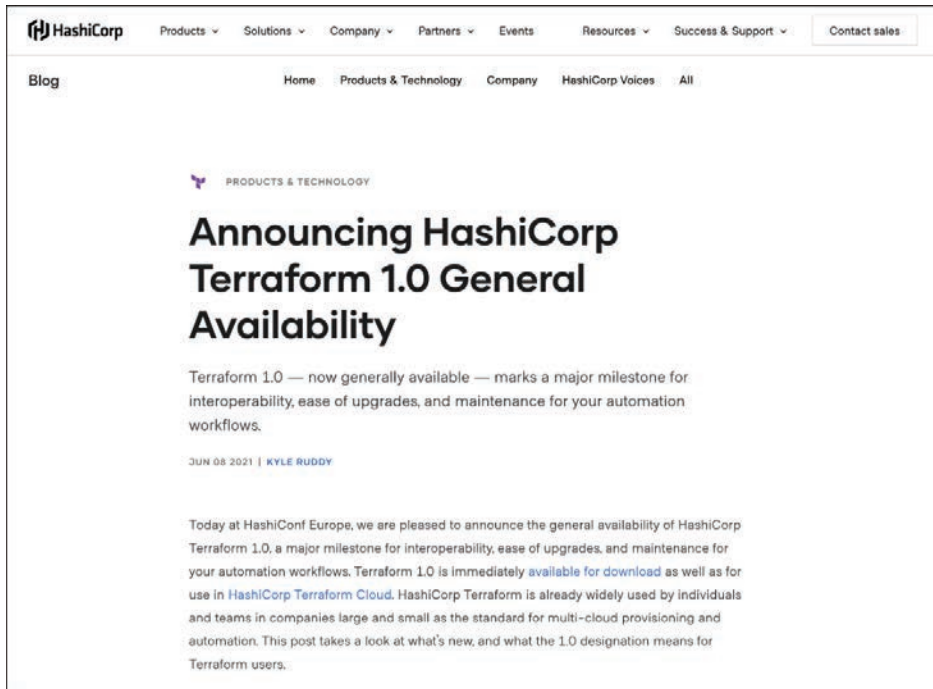 HashiCorp
Products
Solutions
Company
Partners
Events
Resources
Success & Support
Contact sales
Blog
Home
Products & Technology
Company
HashiCorp Voices
All
PRODUCTS & TECHNOLOGY
Announcing HashiCorp
Terraform 1.0 General
Availability
Terraform 1.0 — now generally available — marks a major milestone for
interoperability, ease of upgrades, and maintenance for your automation
workflows.
JUN 08 2021 | KYLE RUDDY
Today at HashiConf Europe, we are pleased to announce the general availability of HashiCorp
Terraform 1.0, a major milestone for interoperability, ease of upgrades, and maintenance for
your automation workflows. Terraform 1.0 is immediately available for download as well as for
use in HashiCorp Terraform Cloud. HashiCorp Terraform is already widely used by individuals
and teams in companies large and small as the standard for multi-cloud provisioning and
automation. This post takes a look at what's new, and what the 1.0 designation means for
Terraform users.